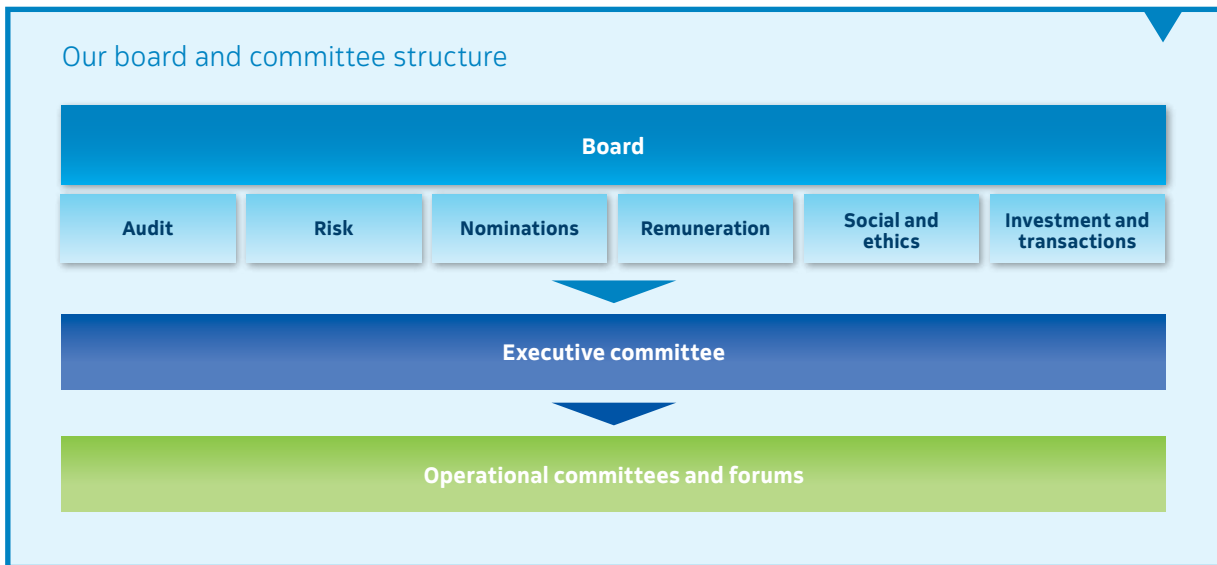 Our board and committee structure
Board
Audit
Risk
Nominations
Remuneration
Social and
ethics
Investment and
transactions
Executive committee
Operational committees and forums